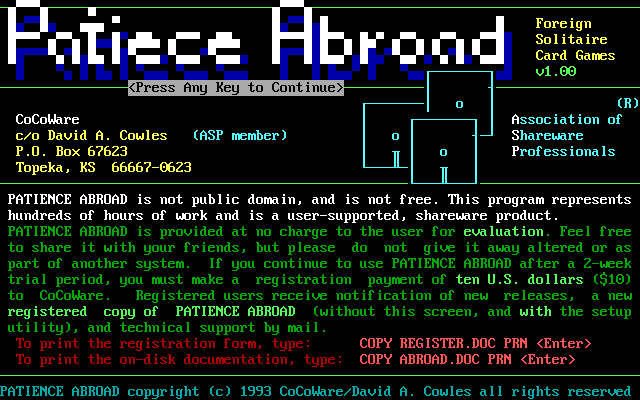 Patiece Abroad
Foreign
Solitaire
Card Games
v1.00
<Press Any Key to Continue>
CoCoWare
c/o David A. Cowles (ASP member)
P.O. Box 67623
Topeka, KS 66667-0623
(R)
Association of
Shareware
Professionals
PATIENCE ABROAD is not public domain, and is not free. This program represents
hundreds of hours of work and is a user-supported, shareware product.
PATIENCE ABROAD is provided at no charge to the user for evaluation. Feel free
to share it with your friends, but please do not give it away altered or as
part of another system. If you continue to use PATIENCE ABROAD after a 2-week
trial period, you must make a registration payment of ten U.S. dollars ($10)
to CoCoWare. Registered users receive notification of new releases, a new
registered copy of PATIENCE ABROAD (without this screen, and with the setup
utility), and technical support by mail.
To print the registration form, type: COPY REGISTER.DOC PRN <Enter>
To print the on-disk documentation, type: COPY ABROAD.DOC PRN <Enter>
PATIENCE ABROAD copyright (c) 1993 CoCoWare/David A. Cowles all rights reserved